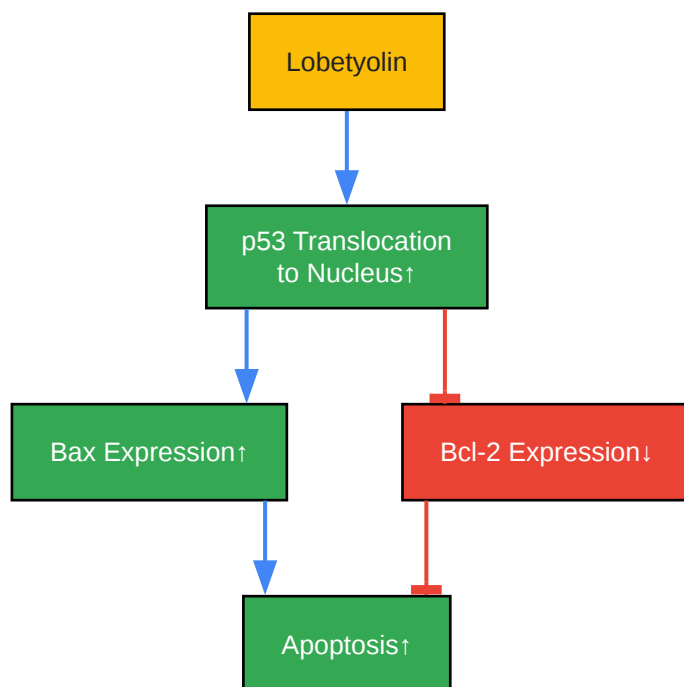 Lobetyolin
p53 Translocation
to Nucleus↑
Bax Expression↑
Bcl-2 Expression↓
Apoptosis↑